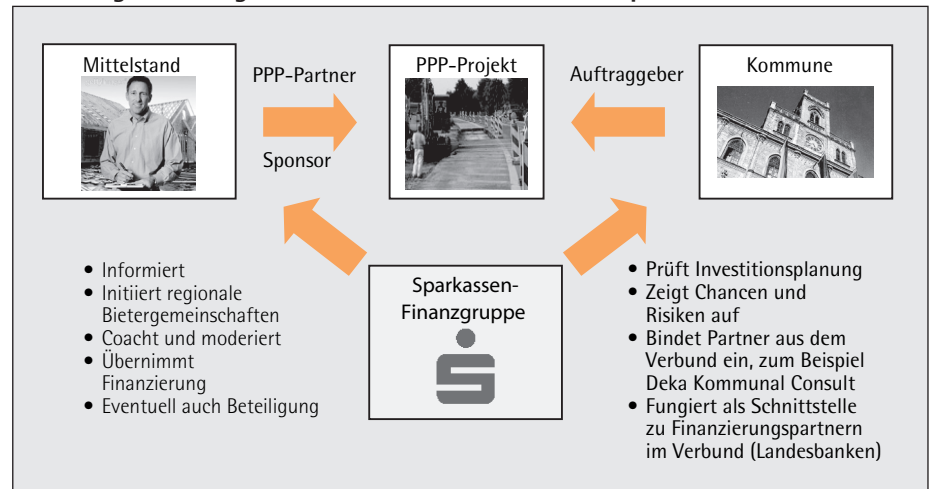 Mittelstand
PPP-Partner
Sponsor
PPP-Projekt
Auftraggeber
Kommune
• Informiert
• Initiiert regionale
Bietergemeinschaften
• Coacht und moderiert
• Übernimmt
Finanzierung
• Eventuell auch Beteiligung
Sparkassen-
Finanzgruppe
• Prüft Investitionsplanung
• Zeigt Chancen und
Risiken auf
• Bindet Partner aus dem
Verbund ein, zum Beispiel
Deka Kommunal Consult
• Fungiert als Schnittstelle
zu Finanzierungspartnern
im Verbund (Landesbanken)